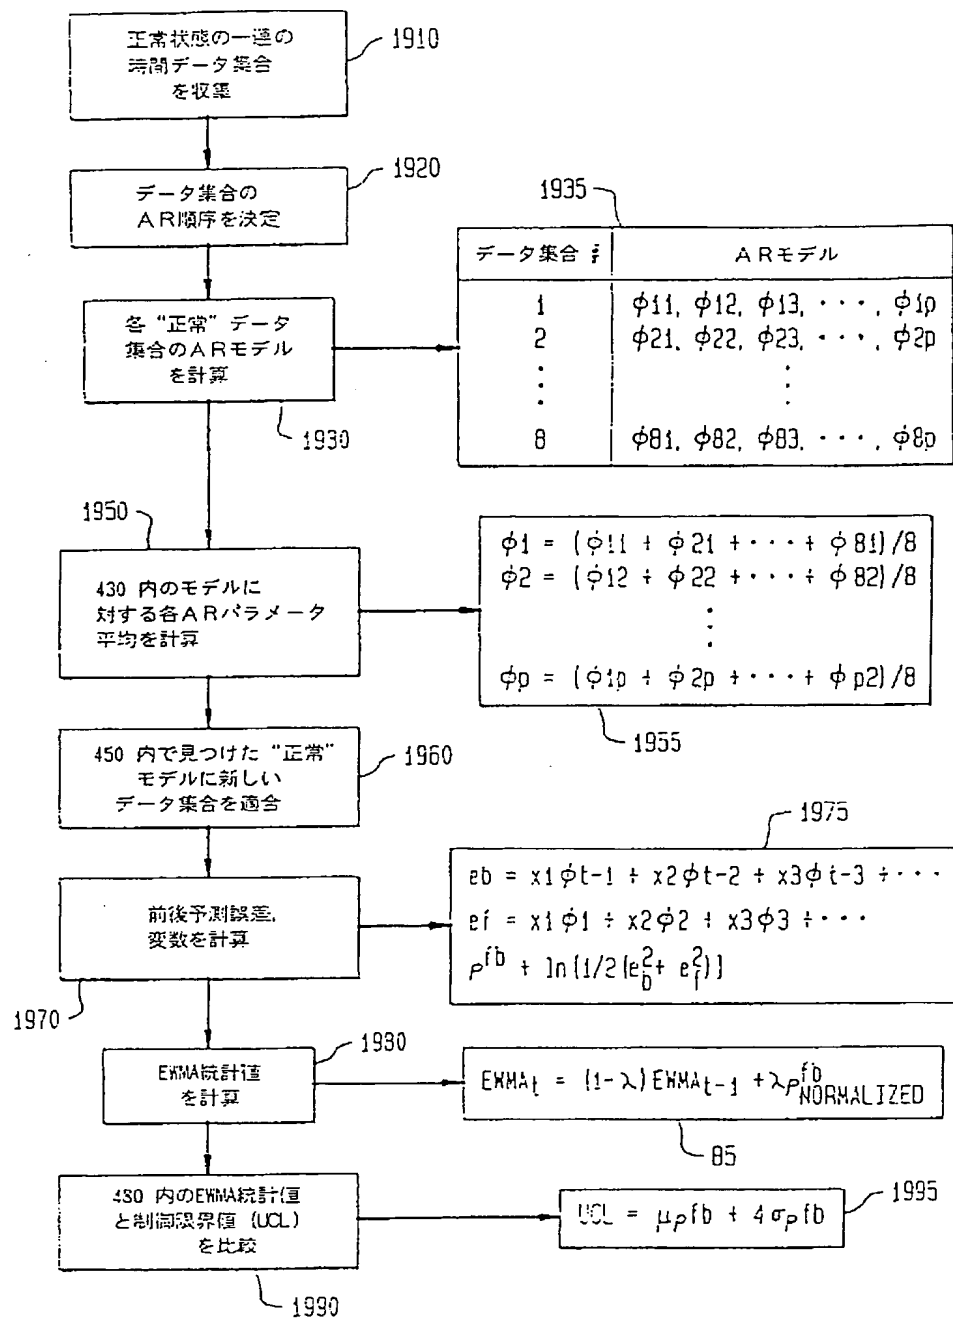 正常状態の一連の
時間データ集合
を収集
1910
データ集合の
AR順序を決定
1920
1935
データ集合 # ARモデル
1 φ11, φ12, φ13, ・・・, φ1p
2 φ21, φ22, φ23, ・・・, φ2p
8 φ81, φ82, φ83, ・・・, φ8p
各“正常”データ
集合のARモデル
を計算
1930
1950
430 内のモデルに
対する各ARパラメータ
平均を計算
φ1 = (φ11 + φ21 +・・・+ φ81)/8
φ2 = (φ12 + φ22 +・・・+ φ82)/8
φp = (φ1p + φ2p +・・・+ φp2)/8
1955
450 内で見つけた“正常”
モデルに新しい
データ集合を適合
1960
1975
前後予測誤差,
変数を計算
1970
eb = x1φt-1 + x2φt-2 + x3φt-3 +・・・
ef = x1φ1 + x2φ2 + x3φ3 +・・・
ρ^fb + ln[1/2(e_b^2 + e_f^2)]
EWMA統計値
を計算
1980
EWMAt = (1-λ)EWMAt-1 + λρ^fb NORMALIZED
85
480 内のEWMA統計値
と制御限界値 (UCL)
を比較
1990
UCL = μρfb + 4σρfb
1995